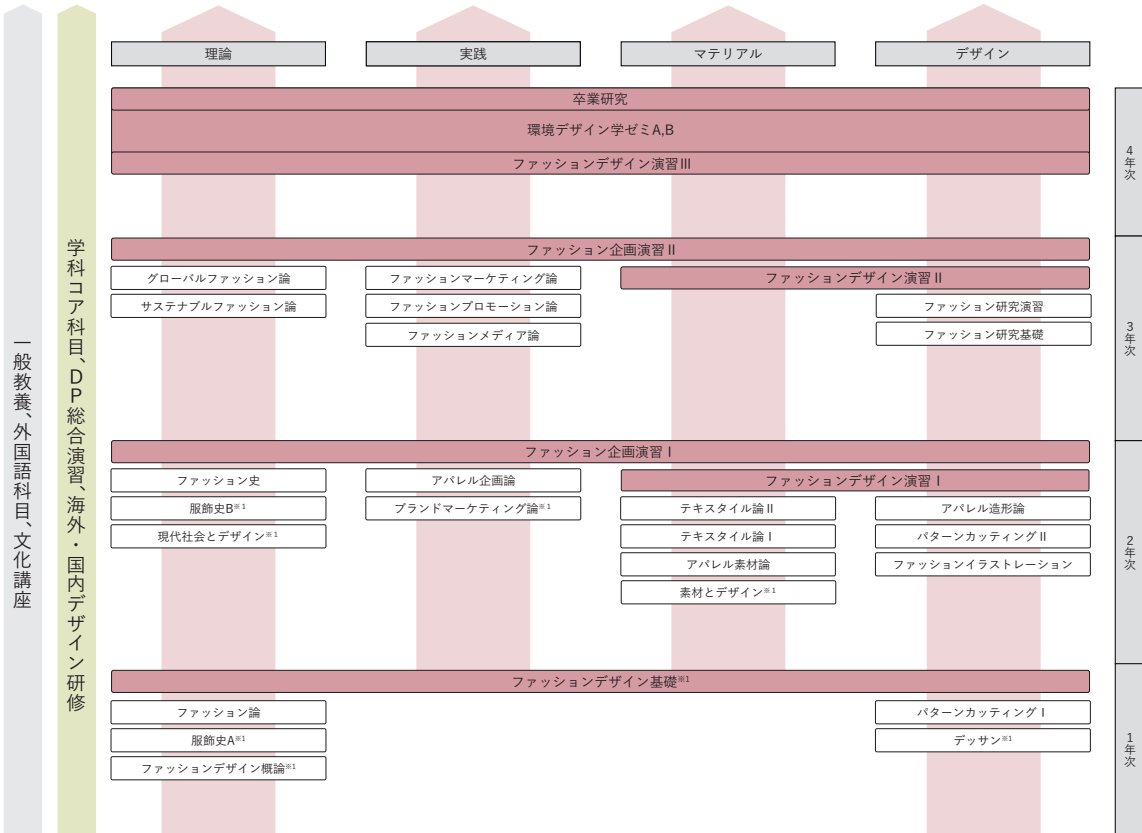 理論
実践
マテリアル
デザイン
卒業研究
環境デザイン学ゼミA,B
ファッションデザイン演習III
4年次
ファッション企画演習II
グローバルファッション論
ファッションマーケティング論
ファッションデザイン演習II
サステナブルファッション論
ファッションプロモーション論
ファッション研究演習
ファッションメディア論
ファッション研究基礎
3年次
ファッション企画演習I
ファッション史
アパレル企画論
ファッションデザイン演習I
服飾史B※1
ブランドマーケティング論※1
テキスタイル論II
アパレル造形論
現代社会とデザイン※1
テキスタイル論I
パターンカッティングII
アパレル素材論
ファッションイラストレーション
素材とデザイン※1
2年次
ファッションデザイン基礎※1
ファッション論
パターンカッティングI
服飾史A※1
デッサン※1
ファッションデザイン概論※1
1年次
学科コア科目、DP総合演習、海外・国内デザイン研修
一般教養、外国語科目、文化講座